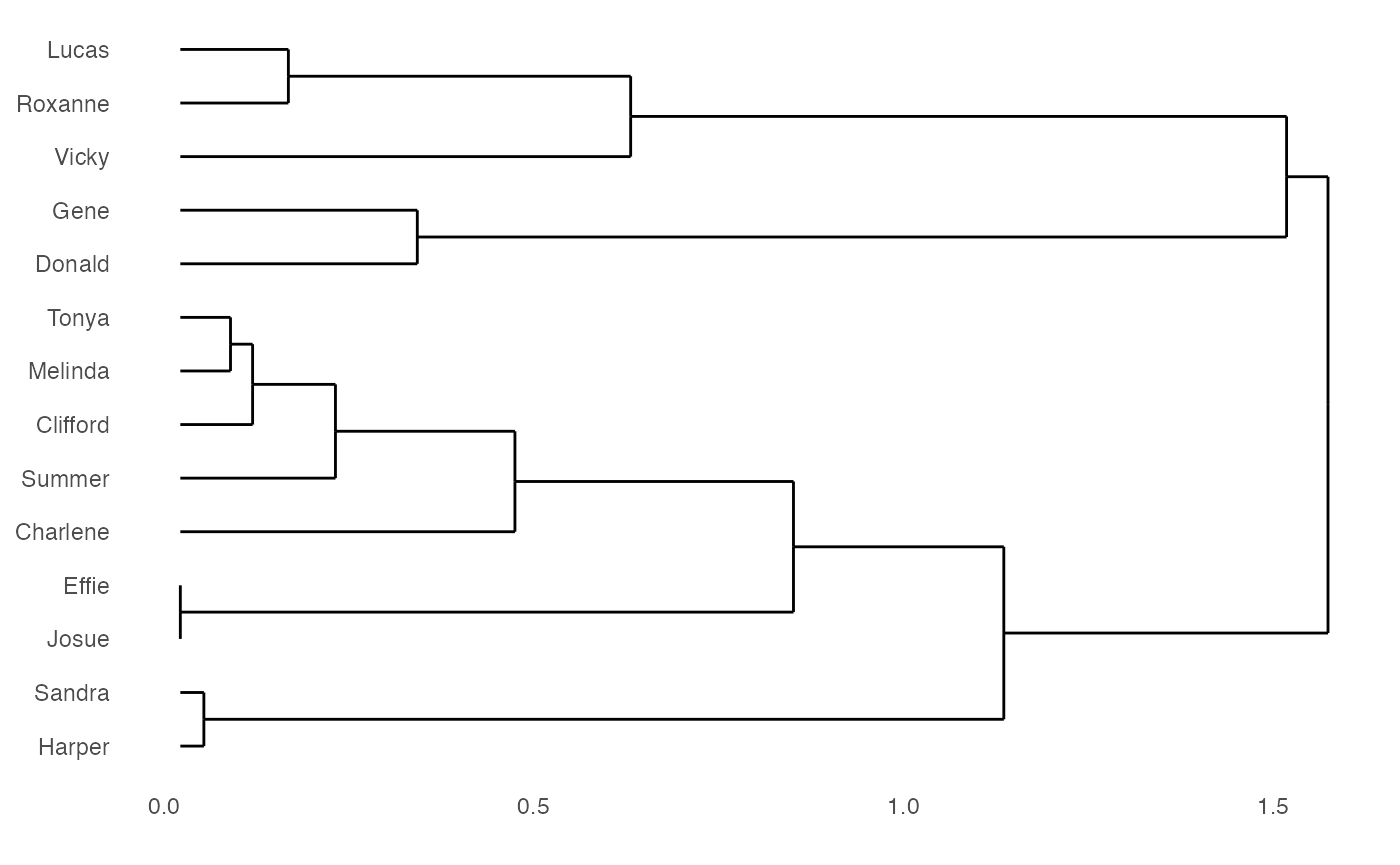 Lucas
Roxanne
Vicky
Gene
Donald
Tonya
Melinda
Clifford
Summer
Charlene
Effie
Josue
Sandra
Harper
0.0 0.5 1.0 1.5